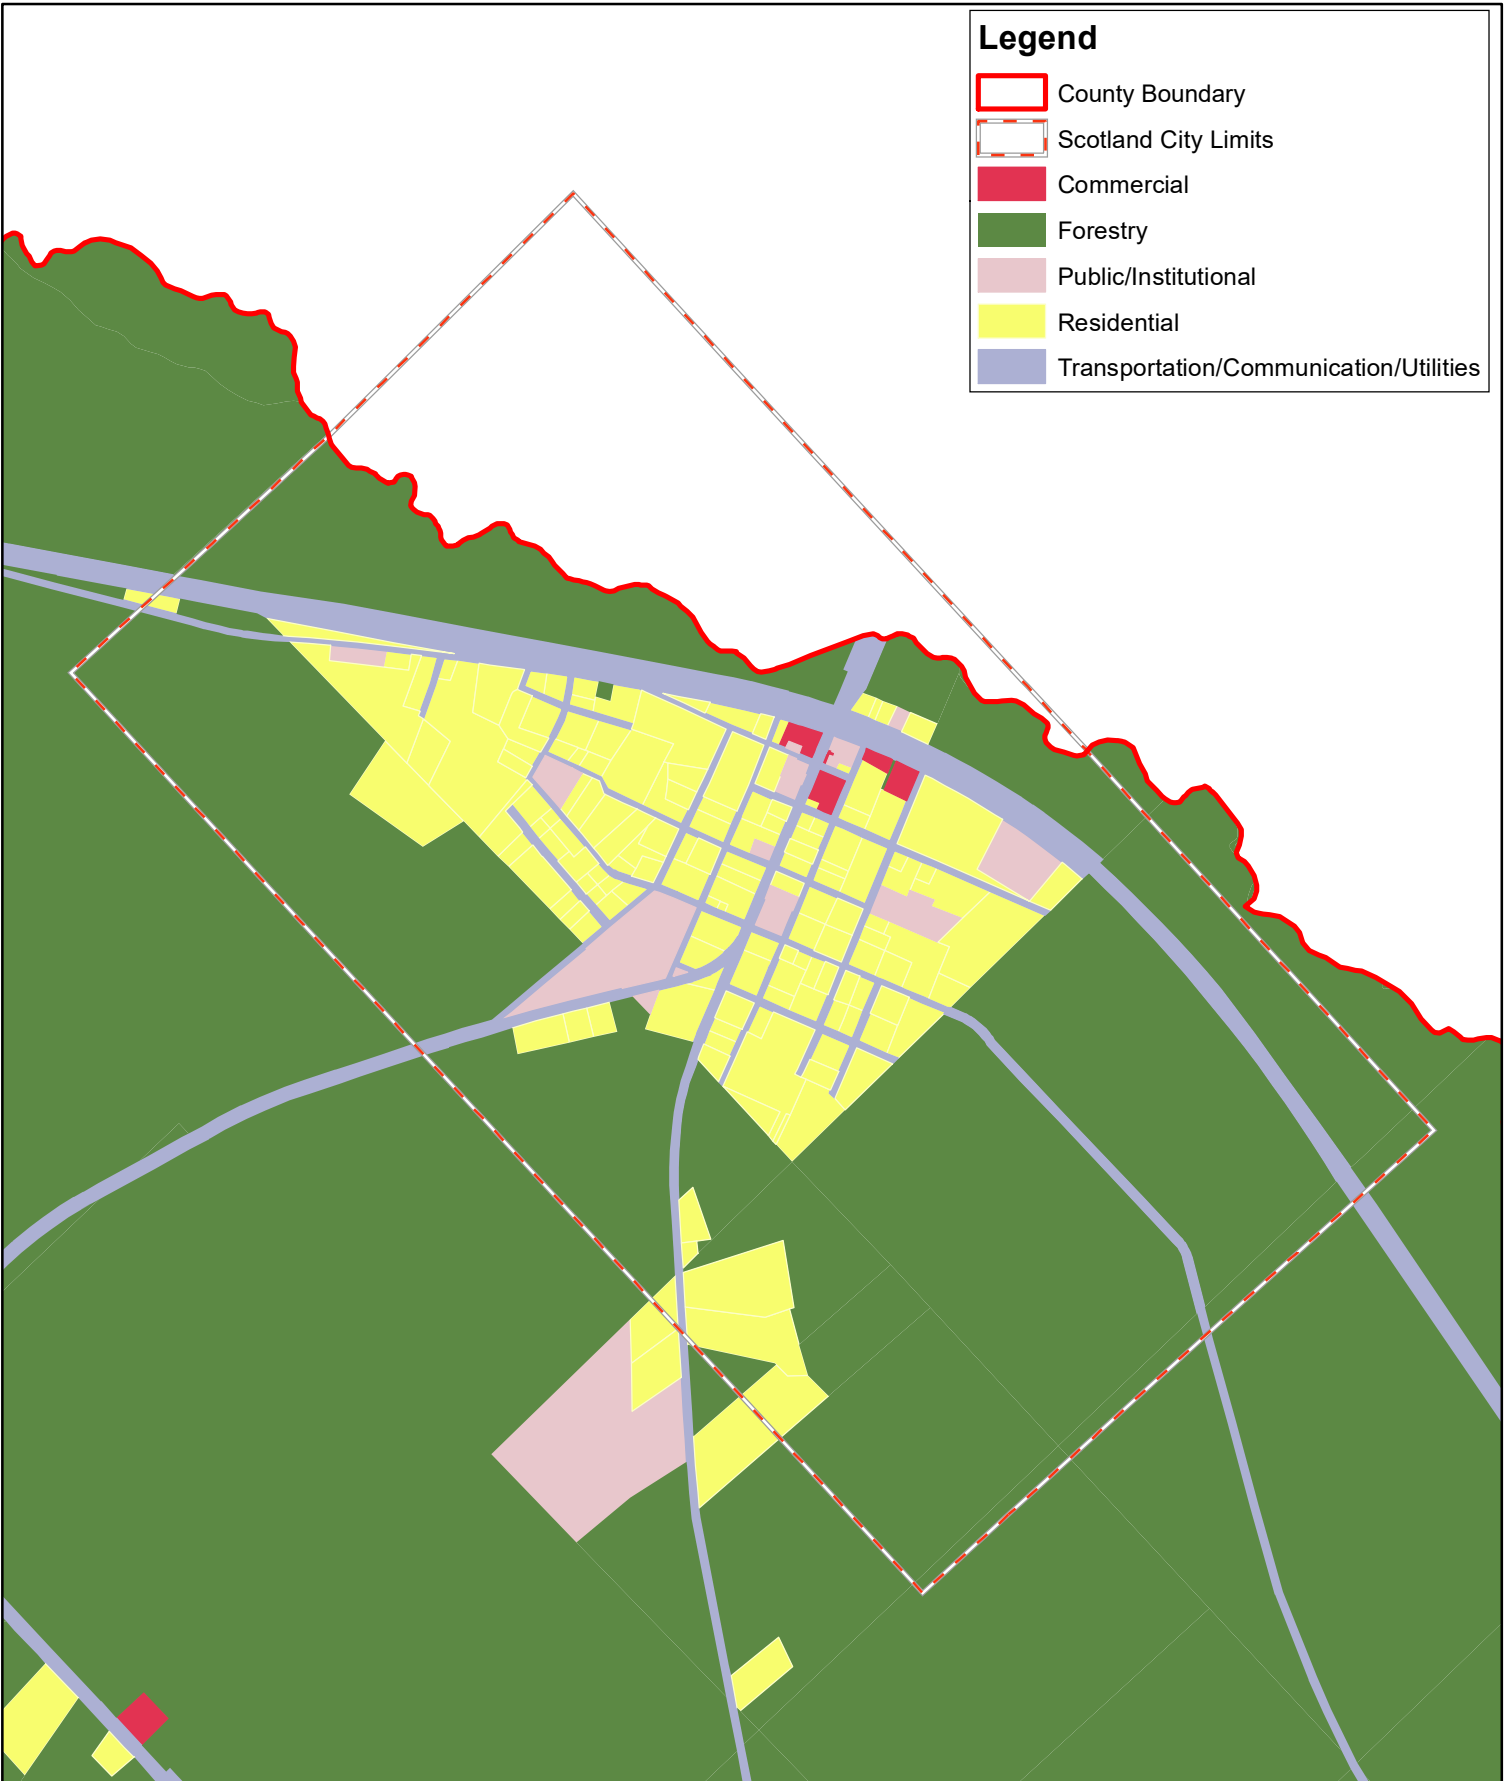 Legend
County Boundary
Scotland City Limits
Commercial
Forestry
Public/Institutional
Residential
Transportation/Communication/Utilities